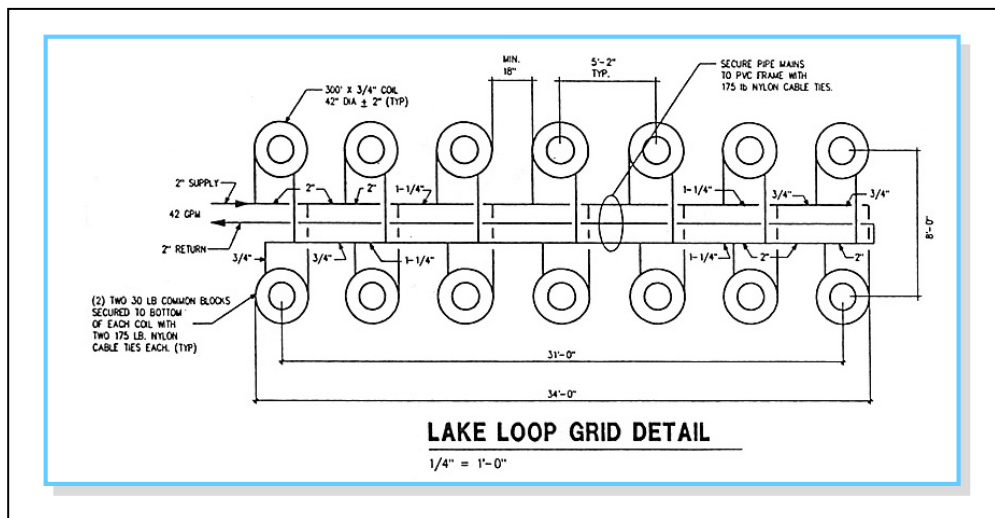 MIN.
18"
5'-2"
TYP.
SECURE PIPE MAINS
TO PVC FRAME WITH
175 lb NYLON CABLE TIES.
300' X 3/4" COIL
42" DIA ± 2" (TYP)
2" SUPPLY
2"
2"
1-1/4"
1-1/4"
3/4"
3/4"
42 GPM
8'-0"
2" RETURN
3/4"
3/4"
1-1/4"
1-1/4"
2"
2"
(2) TWO 30 LB COMMON BLOCKS
SECURED TO BOTTOM
OF EACH COIL WITH
TWO 175 LB. NYLON
CABLE TIES EACH. (TYP)
31'-0"
34'-0"
LAKE LOOP GRID DETAIL
1/4" = 1'-0"